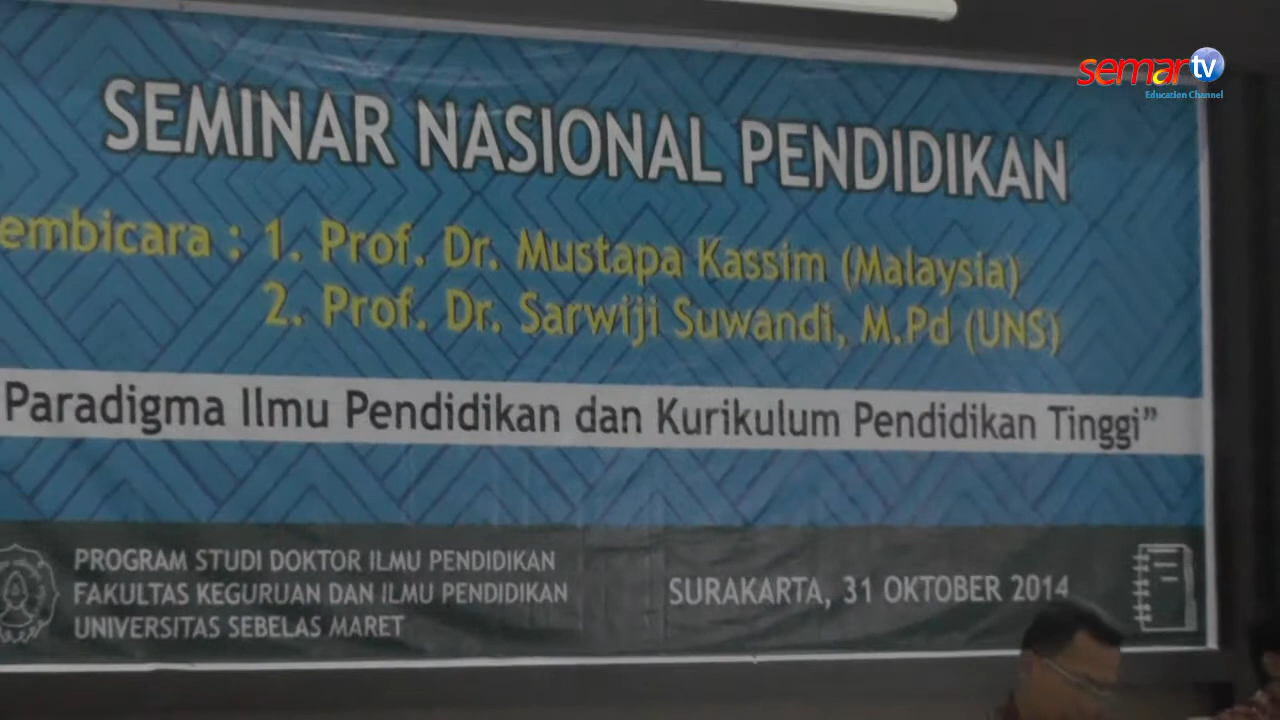 semartv
Education Channel
SEMINAR NASIONAL PENDIDIKAN
embicara : 1. Prof. Dr. Mustapa Kassim (Malaysia)
2. Prof. Dr. Sarwiji Suwandi, M.Pd (UNS)
Paradigma Ilmu Pendidikan dan Kurikulum Pendidikan Tinggi”
PROGRAM STUDI DOKTOR ILMU PENDIDIKAN
FAKULTAS KEGURUAN DAN ILMU PENDIDIKAN
UNIVERSITAS SEBELAS MARET
SURAKARTA, 31 OKTOBER 2014